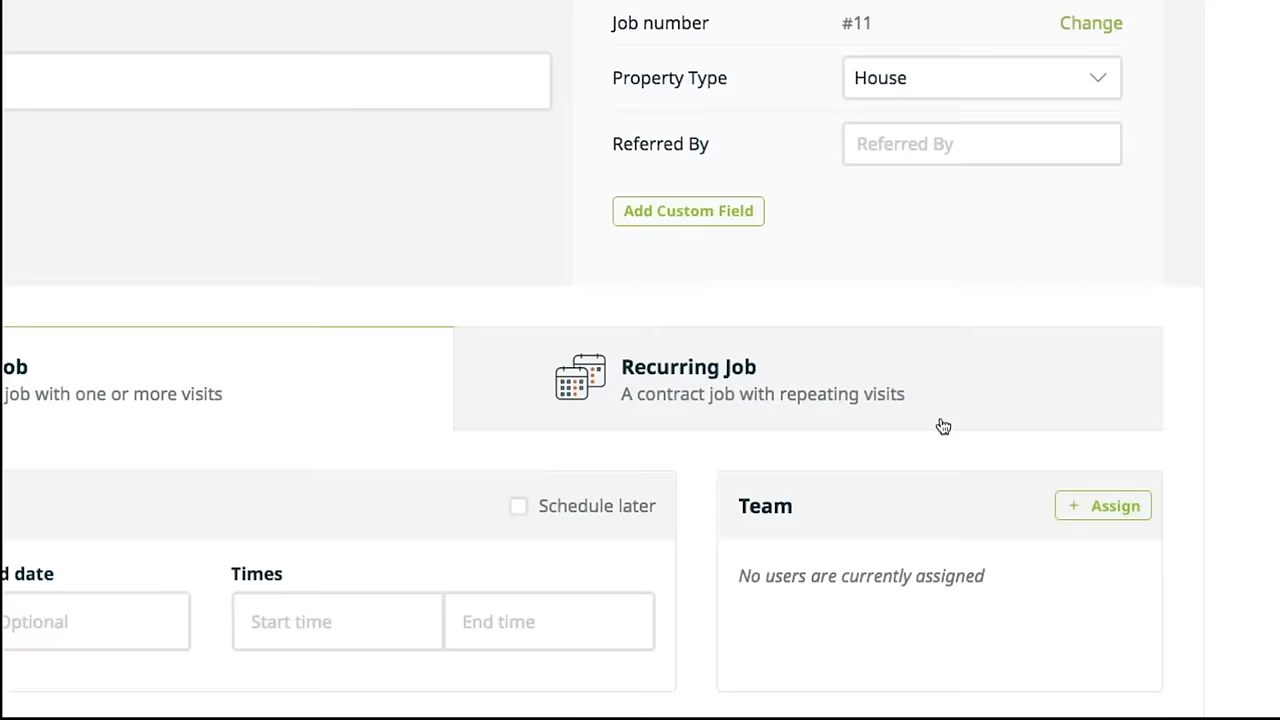 Job number #11 Change
Property Type House
Referred By Referred By
Add Custom Field
ob Recurring Job
job with one or more visits A contract job with repeating visits
Schedule later Team + Assign
d date Times No users are currently assigned
Optional Start time End time